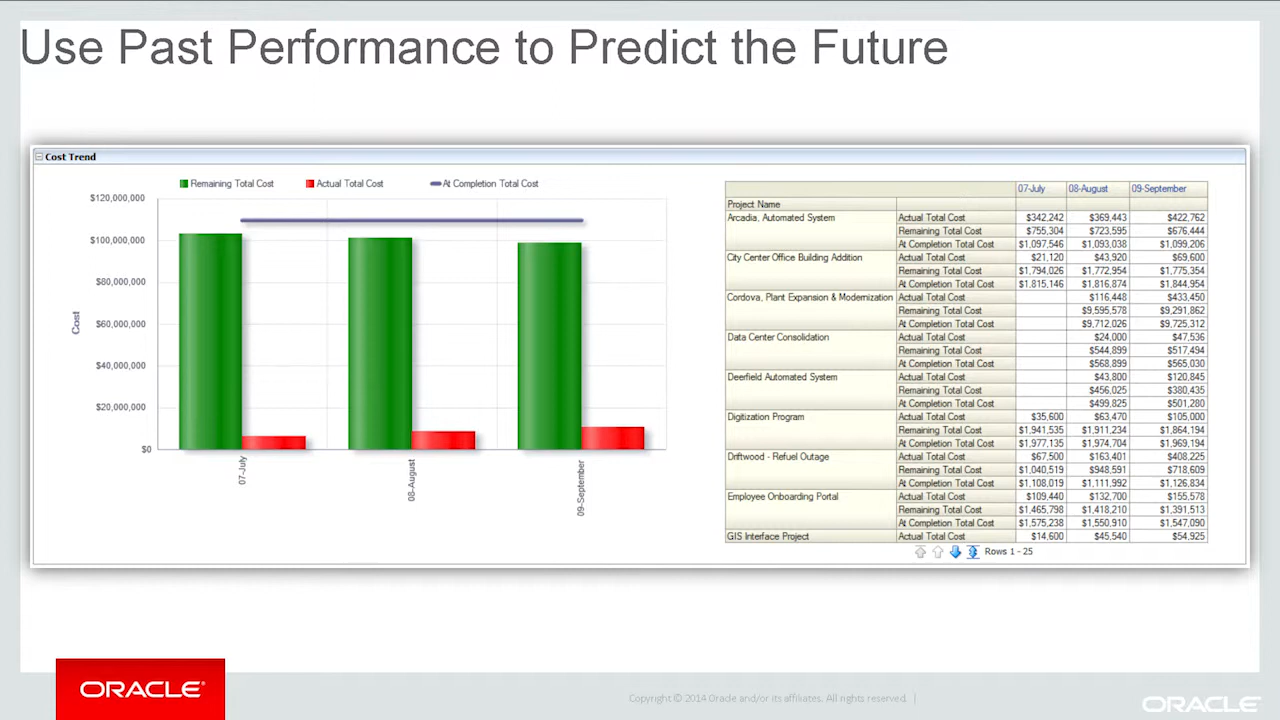 Use Past Performance to Predict the Future
Cost Trend
Remaining Total Cost Actual Total Cost At Completion Total Cost
$120,000,000
$100,000,000
$80,000,000
$60,000,000
$40,000,000
$20,000,000
$0
Cost
07-July
08-August
09-September
07-July 08-August 09-September
Project Name
Arcadia, Automated System Actual Total Cost $342,242 $369,443 $422,762
Remaining Total Cost $755,304 $723,595 $676,444
At Completion Total Cost $1,097,546 $1,093,038 $1,099,206
City Center Office Building Addition Actual Total Cost $21,120 $43,920 $69,600
Remaining Total Cost $1,794,026 $1,772,954 $1,775,354
At Completion Total Cost $1,815,146 $1,816,874 $1,844,954
Cordova, Plant Expansion & Modernization Actual Total Cost $116,448 $433,450
Remaining Total Cost $9,595,578 $9,291,862
At Completion Total Cost $9,712,026 $9,725,312
Data Center Consolidation Actual Total Cost $24,000 $47,536
Remaining Total Cost $544,899 $517,494
At Completion Total Cost $568,899 $565,030
Deerfield Automated System Actual Total Cost $43,800 $120,845
Remaining Total Cost $456,025 $380,435
At Completion Total Cost $499,825 $501,280
Digitization Program Actual Total Cost $35,600 $63,470 $105,000
Remaining Total Cost $1,941,535 $1,911,234 $1,864,194
At Completion Total Cost $1,977,135 $1,974,704 $1,969,194
Driftwood - Refuel Outage Actual Total Cost $67,500 $163,401 $408,225
Remaining Total Cost $1,040,519 $948,591 $718,609
At Completion Total Cost $1,108,019 $1,111,992 $1,126,834
Employee Onboarding Portal Actual Total Cost $109,440 $132,700 $155,578
Remaining Total Cost $1,465,798 $1,418,210 $1,391,513
At Completion Total Cost $1,575,238 $1,550,910 $1,547,090
GIS Interface Project Actual Total Cost $14,600 $45,540 $54,925
Rows 1 - 25
ORACLE®
Copyright © 2014 Oracle and/or its affiliates. All rights reserved. |
ORACLE